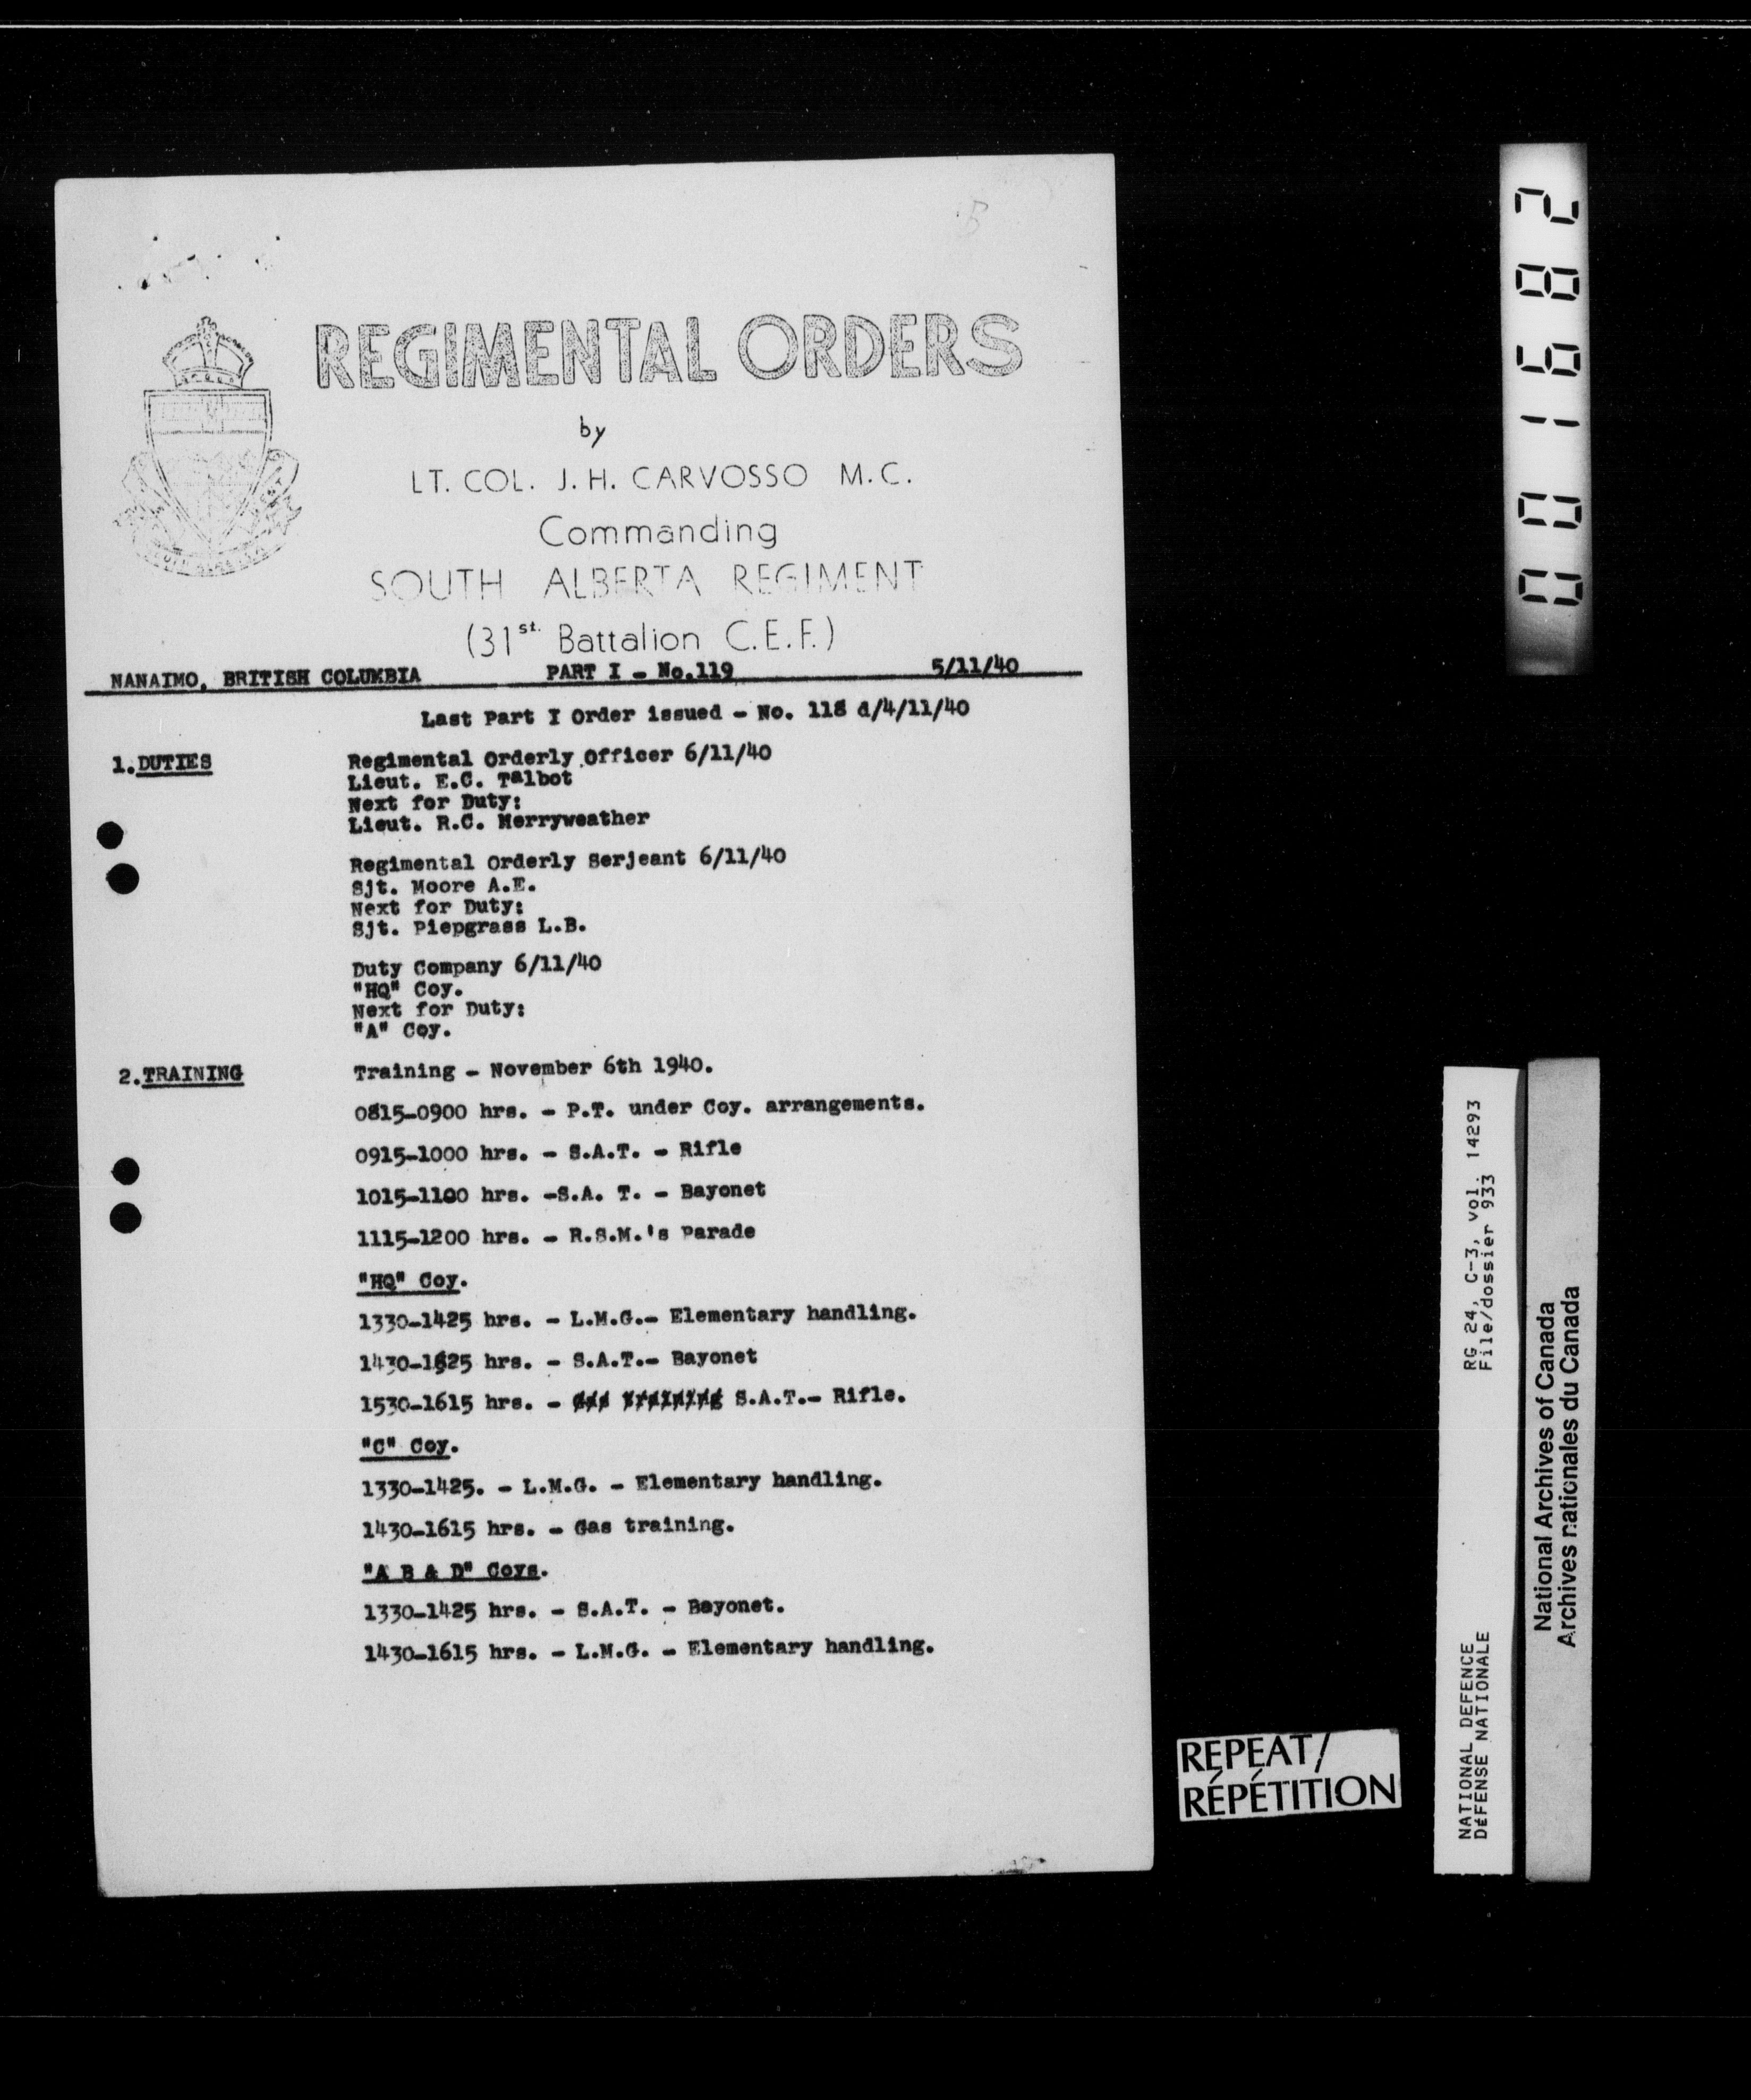 5
REGIMENTAL ORDERS
by
LT. COL. J. H. CARVOSSO M.C.
Commanding
SOUTH ALBERTA REGIMENT
(31st. Battalion C.E.F.)
NANAIMO, BRITISH COLUMBIA PART I - No.119 5/11/40
Last Part I Order issued - No. 118 d/4/11/40
1.DUTIES Regimental Orderly Officer 6/11/40
Lieut. E.C. Talbot
Next for Duty:
Lieut. R.C. Merryweather
Regimental Orderly Serjeant 6/11/40
Sjt. Moore A.E.
Next for Duty:
Sjt. Piepgrass L.B.
Duty Company 6/11/40
"HQ" Coy.
Next for Duty:
"A" Coy.
2.TRAINING Training - November 6th 1940.
0815-0900 hrs. - P.T. under Coy. arrangements.
0915-1000 hrs. - S.A.T. - Rifle
1015-1100 hrs. -S.A. T. - Bayonet
1115-1200 hrs. - R.S.M.'s Parade
"HQ" Coy.
1330-1425 hrs. - L.M.G.- Elementary handling.
1430-1525 hrs. - S.A.T.- Bayonet
1530-1615 hrs. - Gas Training S.A.T.- Rifle.
"C" Coy.
1330-1425. - L.M.G. - Elementary handling.
1430-1615 hrs. - Gas training.
"A B & D" Coys.
1330-1425 hrs. - S.A.T. - Bayonet.
1430-1615 hrs. - L.M.G. - Elementary handling.
REPEAT/
RÉPÉTITION
001682
NATIONAL DEFENCE RG 24, C-3, vol. 14293
DÉFENSE NATIONALE File/dossier 933
National Archives of Canada
Archives nationales du Canada